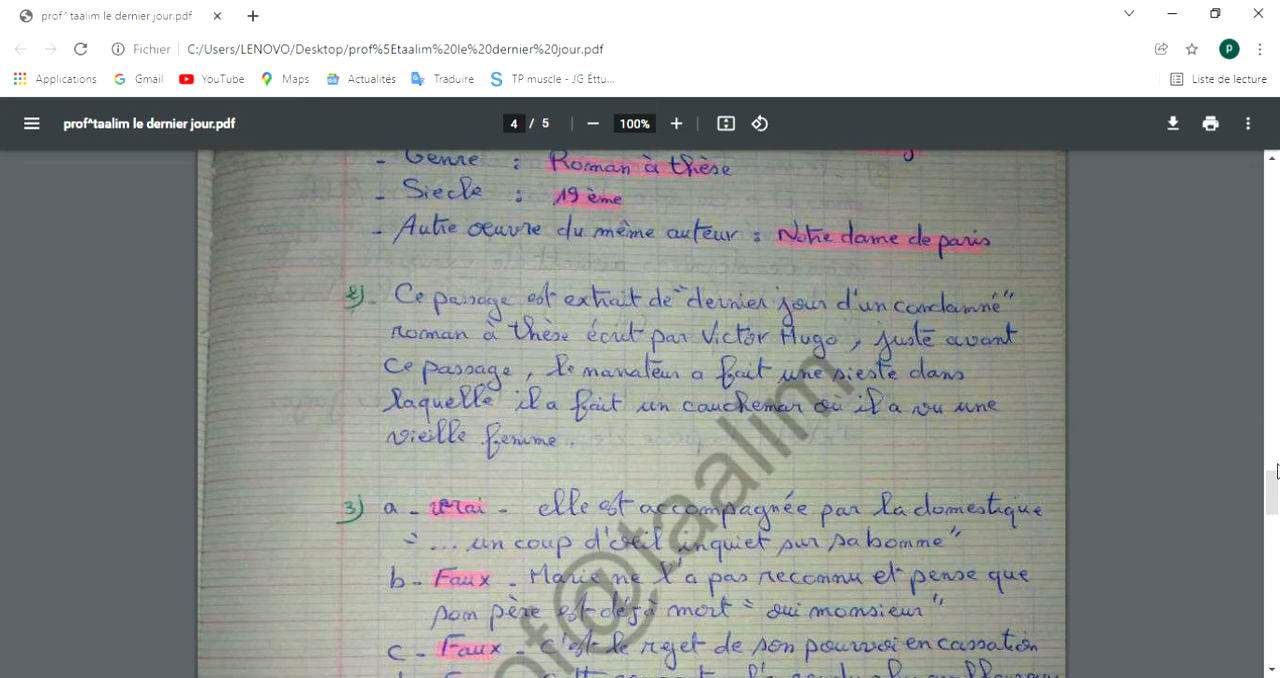 prof^taalim le dernier jour.pdf
Fichier C:/Users/LENOVO/Desktop/prof%5Etaalim%20le%20dernier%20jour.pdf P
Applications Gmail YouTube Maps Actualités Traduire TP muscle - JG Éttu... Liste de lecture
prof^taalim le dernier jour.pdf 4 / 5 100%
- Genre : Roman à thèse
- Siecle : 19 ème
- Autre oeuvre du même auteur : Notre dame de paris
2)- Ce passage est extrait de "dernier jour d'un condamné"
roman à thèse écrit par Victor Hugo, juste avant
ce passage, le narrateur a fait une sieste dans
laquelle il a fait un cauchemar où il a vu une
vieille femme.
3) a - vrai - elle est accompagnée par la domestique
"... un coup d'œil inquiet sur sa bonne"
b - Faux - Marie ne l'a pas reconnu et pense que
son père est déjà mort "oui monsieur"
c - Faux - c'est le rejet de son pourvoi en cassation
of@taalim